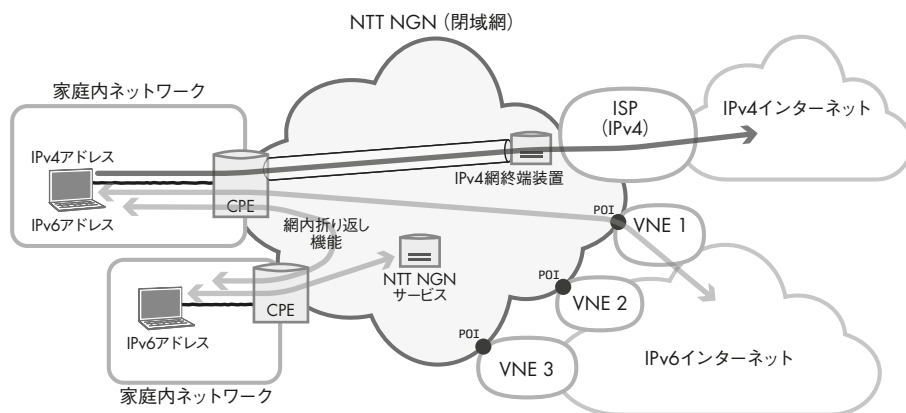 NTT NGN（閉域網）
家庭内ネットワーク
ISP
（IPv4）
IPv4インターネット
IPv4アドレス
IPv4網終端装置
CPE
IPv6アドレス
網内折り返し
機能
POI
VNE 1
NTT NGN
サービス
CPE
IPv6アドレス
POI
VNE 2
POI
VNE 3
IPv6インターネット
家庭内ネットワーク